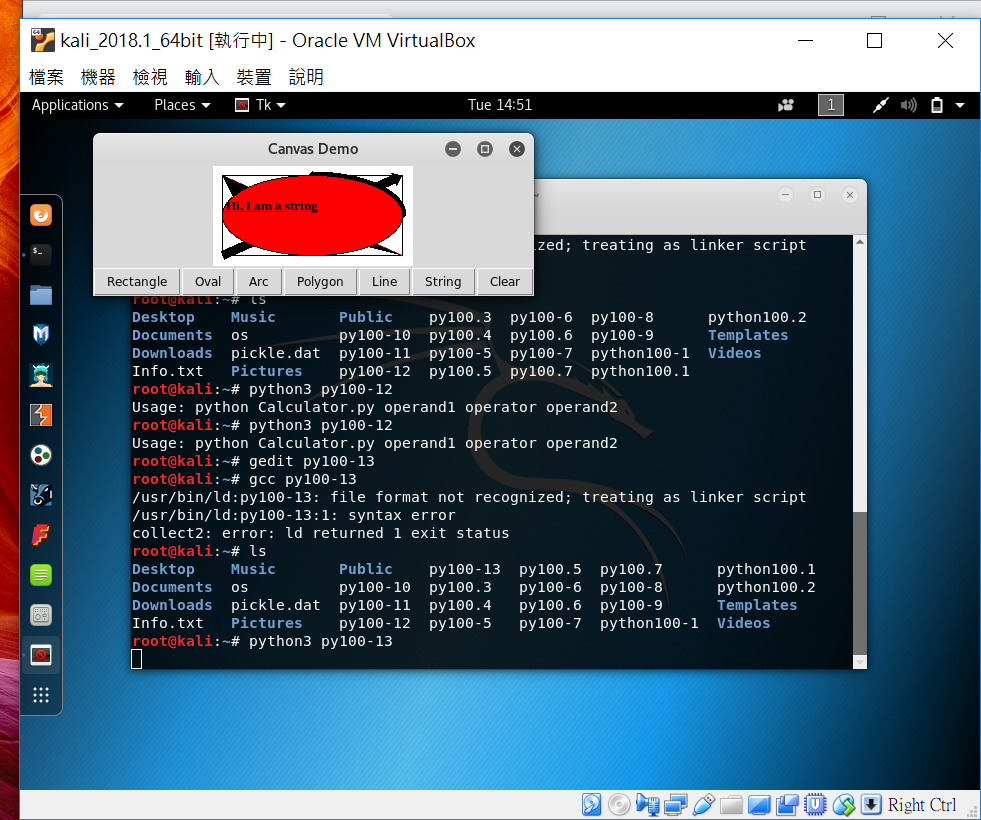 kali_2018.1_64bit [執行中] - Oracle VM VirtualBox
檔案 機器 檢視 輸入 裝置 說明
Applications Places Tk Tue 14:51 1
Canvas Demo
Hi, I am a string
Rectangle Oval Arc Polygon Line String Clear
ized; treating as linker script
root@kali:~# ls
Desktop Music Public py100.3 py100-6 py100-8 python100.2
Documents os py100-10 py100.4 py100.6 py100-9 Templates
Downloads pickle.dat py100-11 py100-5 py100-7 python100-1 Videos
Info.txt Pictures py100-12 py100.5 py100.7 python100.1
root@kali:~# python3 py100-12
Usage: python Calculator.py operand1 operator operand2
root@kali:~# python3 py100-12
Usage: python Calculator.py operand1 operator operand2
root@kali:~# gedit py100-13
root@kali:~# gcc py100-13
/usr/bin/ld:py100-13: file format not recognized; treating as linker script
/usr/bin/ld:py100-13:1: syntax error
collect2: error: ld returned 1 exit status
root@kali:~# ls
Desktop Music Public py100-13 py100.5 py100.7 python100.1
Documents os py100-10 py100.3 py100-6 py100-8 python100.2
Downloads pickle.dat py100-11 py100.4 py100.6 py100-9 Templates
Info.txt Pictures py100-12 py100-5 py100-7 python100-1 Videos
root@kali:~# python3 py100-13
Right Ctrl